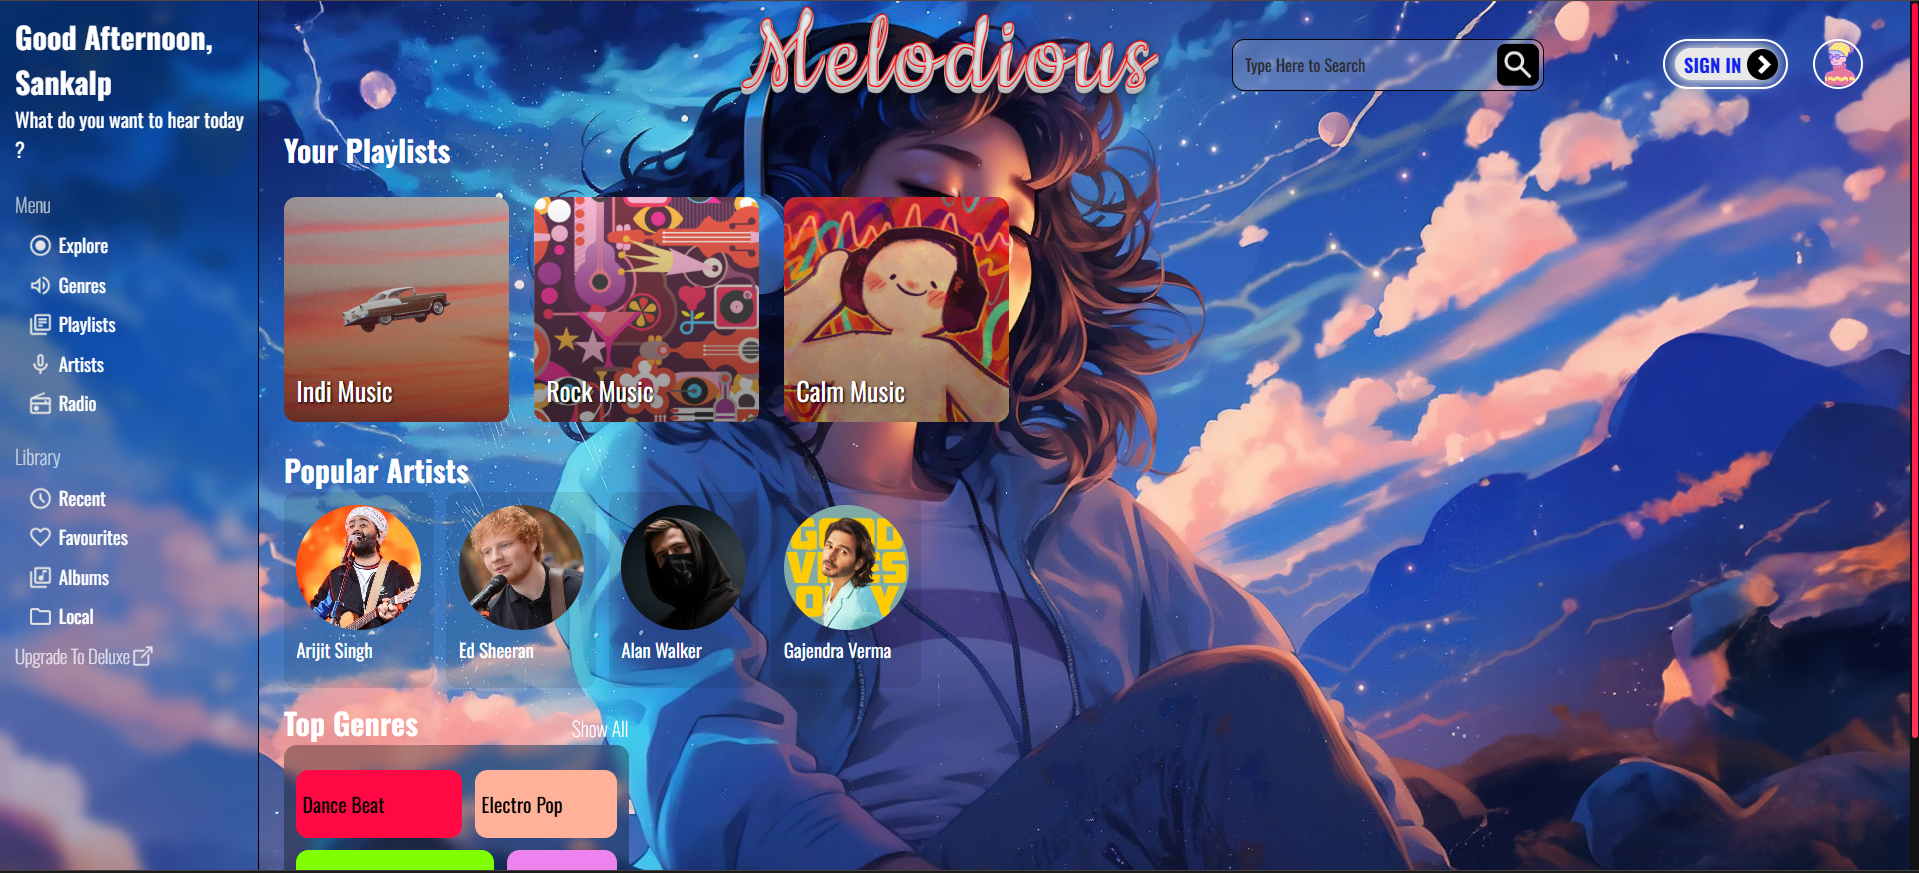 Good Afternoon,
Sankalp
What do you want to hear today
?
Menu
Explore
Genres
Playlists
Artists
Radio
Library
Recent
Favourites
Albums
Local
Upgrade To Deluxe
Melodious
Type Here to Search
SIGN IN
Your Playlists
Indi Music
Rock Music
Calm Music
Popular Artists
GOOD
VIBES
ONLY
Arijit Singh
Ed Sheeran
Alan Walker
Gajendra Verma
Top Genres
Show All
Dance Beat
Electro Pop